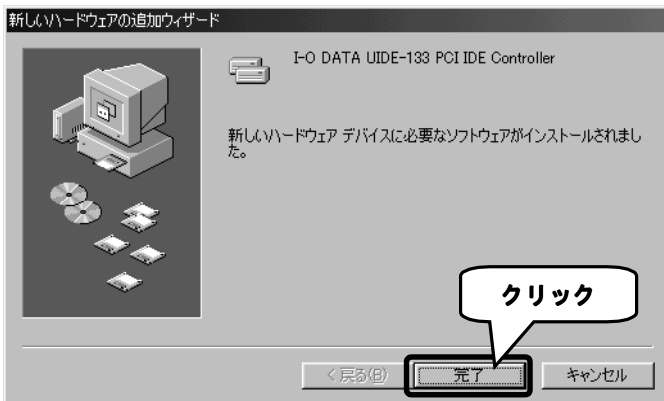 新しいハードウェアの追加ウィザード
I-O DATA UIDE-133 PCI IDE Controller
新しいハードウェア デバイスに必要なソフトウェアがインストールされまし
た。
クリック
< 戻る(B)
完了
キャンセル